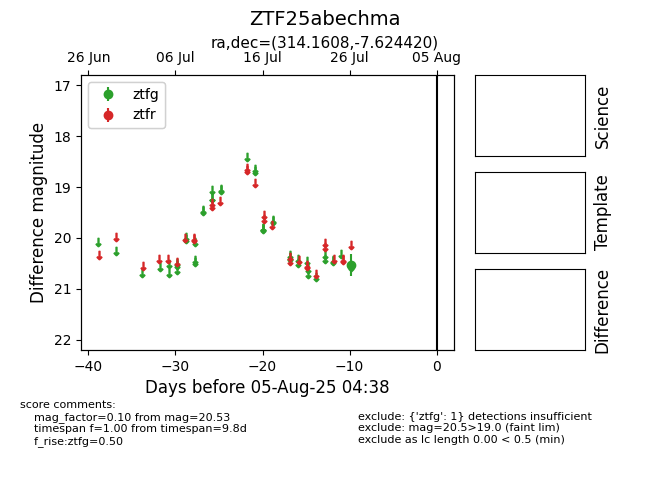 ZTF25abechma
ra,dec=(314.1608,-7.624420)
26 Jun 06 Jul 16 Jul 26 Jul 05 Aug
ztfg
ztfr
17
18
19
20
21
22
Difference magnitude
−40 −30 −20 −10 0
Days before 05-Aug-25 04:38
Science
Template
Difference
score comments:
mag_factor=0.10 from mag=20.53
timespan f=1.00 from timespan=9.8d
f_rise:ztfg=0.50
exclude: {'ztfg': 1} detections insufficient
exclude: mag=20.5>19.0 (faint lim)
exclude as lc length 0.00 < 0.5 (min)